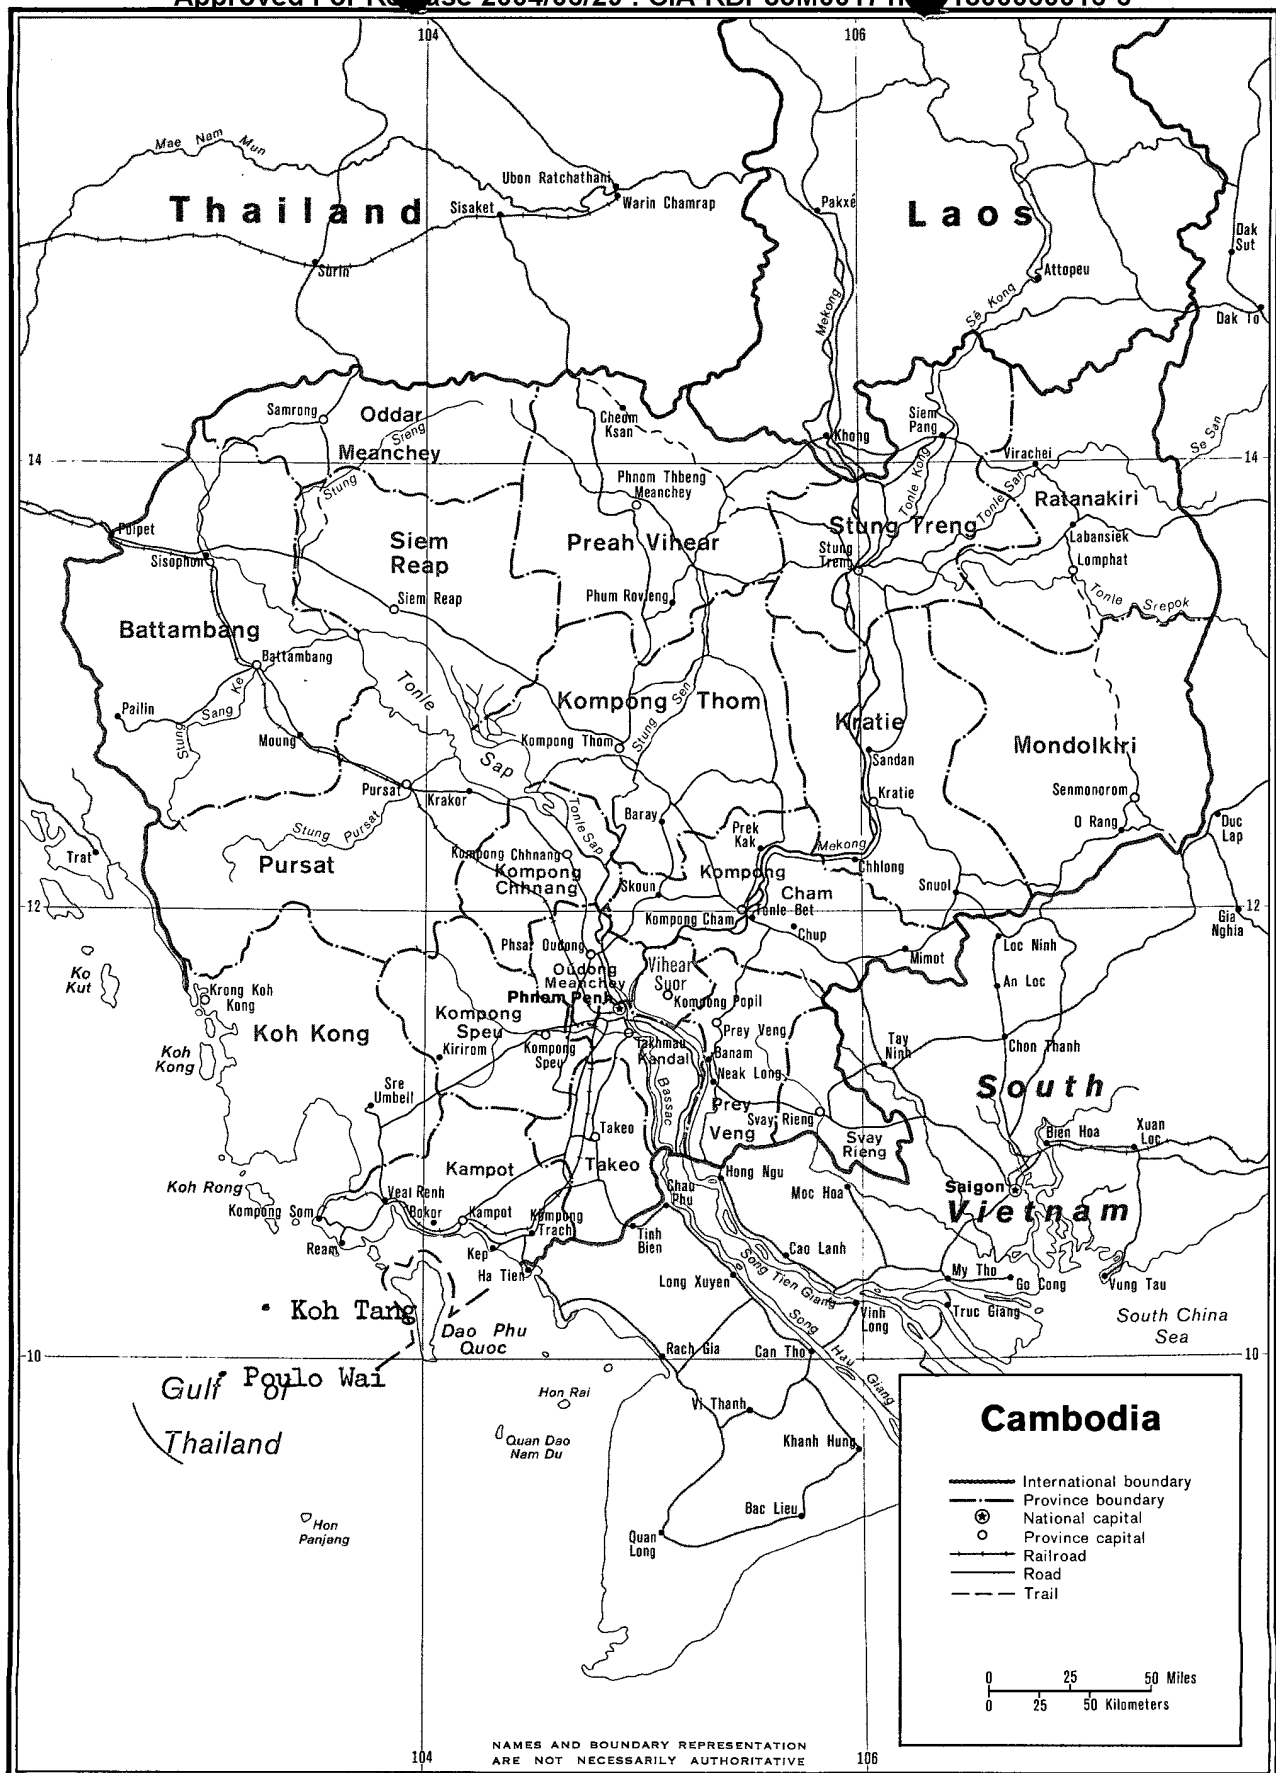 104
106
Mae Nam Mun
Ubon Ratchathani
Warin Chamrap
Thailand
Sisaket
Pakxé
Laos
Dak
Sut
Surin
Attopeu
Mekong
Sé Kong
Dak To
Samrong
Oddar
Meanchey
Stung Sreng
Cheom
Ksan
Siem
Pang
Khong
14
Virachei
Se San
14
Phnom Thbeng
Meanchey
Tonle Kong
Tonle San
Ratanakiri
Poipet
Sisophon
Siem
Reap
Preah Vihear
Stung Treng
Labansiek
Stung
Treng
Lomphat
Siem Reap
Phum Rovieng
Tonle Srepok
Battambang
Battambang
Tonle
Sap
Pailin
Stung Sang Ke
Kompong Thom
Stung Sen
Kratie
Moung
Kompong Thom
Sandan
Mondolkiri
Pursat
Krakor
Kratie
Senmonorom
O Rang
Duc
Lap
Stung Pursat
Tonle Sap
Baray
Prek
Kak
Mekong
Trat
Pursat
Kompong Chhnang
Kompong
Chhnang
Chhlong
Skoun
Kompong
Cham
Snuol
12
Kompong Cham
Tonle Bet
Chup
12
Gia
Nghia
Loc Ninh
Mimot
Phsar Oudong
Oudong
Meanchey
Vihear
Suor
An Loc
Ko
Kut
Krong Koh
Kong
Phnom Penh
Kompong Popil
Koh Kong
Kompong
Speu
Prey Veng
Koh
Kong
Kirirom
Kompong
Speu
Takhmau
Kandal
Banam
Neak Long
Tay
Ninh
Chon Thanh
Sre
Umbell
Bassac
South
Vietnam
Prey
Veng
Svay Rieng
Svay
Rieng
Xuan
Loc
Bien Hoa
Takeo
Takeo
Kampot
Hong Ngu
Chau
Phu
Moc Hoa
Saigon
Koh Rong
Kompong Som
Veal Renh
Bokor
Kampot
Kompong
Trach
Ream
Kep
Tinh
Bien
Cao Lanh
Ha Tien
Long Xuyen
Song Tien Giang
My Tho
Go Cong
Vung Tau
Koh Tang
Dao Phu
Quoc
Song Hau Giang
Vinh
Long
Truc Giang
South China
Sea
10
Rach Gia
Can Tho
10
Poulo Wai
Gulf of
Thailand
Hon Rai
Vi Thanh
Quan Dao
Nam Du
Khanh Hung
Hon
Panjang
Bac Lieu
Quan
Long
Cambodia
International boundary
Province boundary
National capital
Province capital
Railroad
Road
Trail
0 25 50 Miles
0 25 50 Kilometers
NAMES AND BOUNDARY REPRESENTATION
ARE NOT NECESSARILY AUTHORITATIVE
104
106